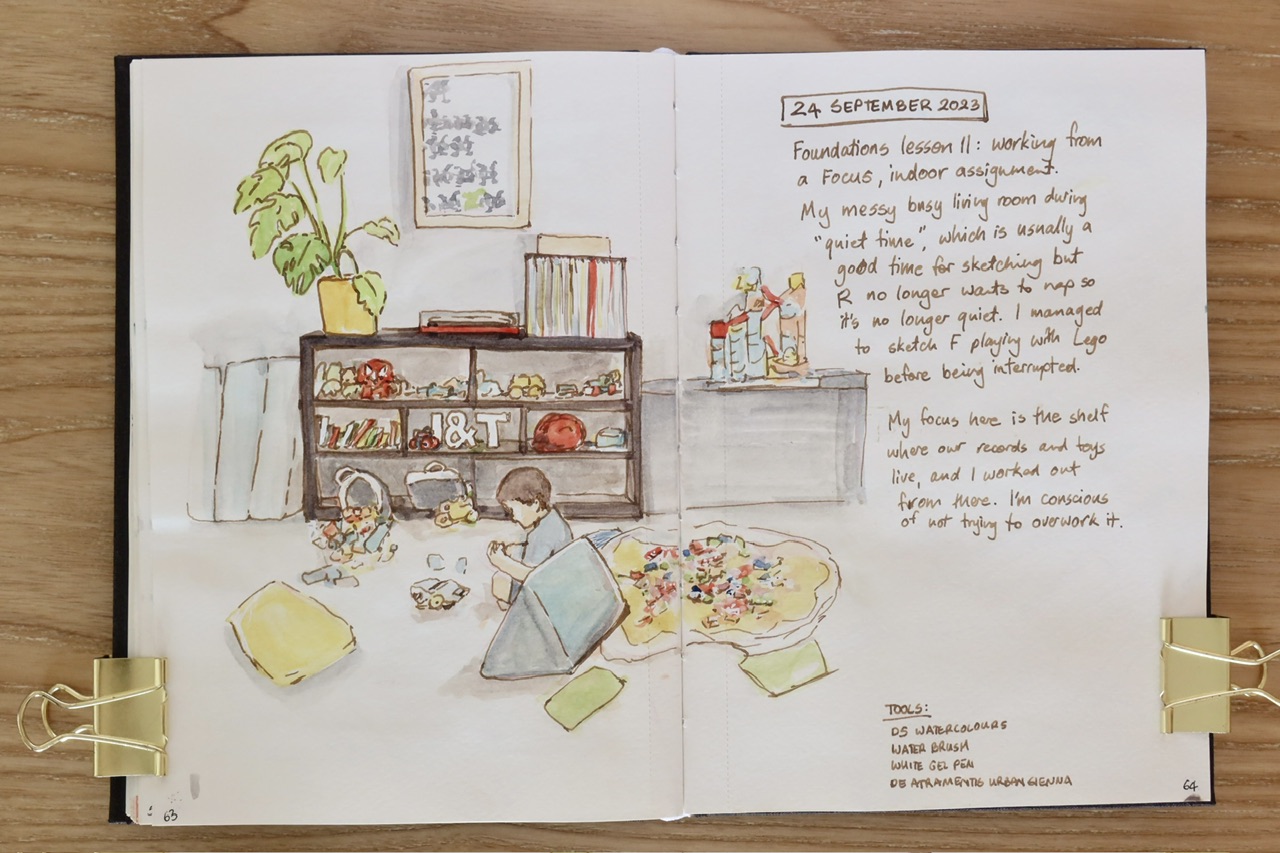 I&T
63
24 SEPTEMBER 2023
Foundations lesson 11: working from
a Focus, indoor assignment.
My messy busy living room during
"quiet time", which is usually a
good time for sketching but
R no longer wants to nap so
it's no longer quiet. I managed
to sketch F playing with Lego
before being interrupted.
My focus here is the shelf
where our records and toys
live, and I worked out
from there. I'm conscious
of not trying to overwork it.
TOOLS:
DS WATERCOLOURS
WATER BRUSH
WHITE GEL PEN
DE ATRAMENTIS URBAN SIENNA
64